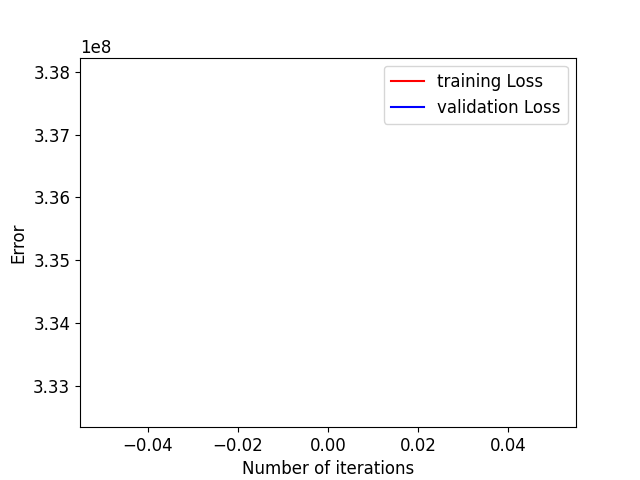 1e8
3.38
3.37
3.36
3.35
3.34
3.33
Error
training Loss
validation Loss
−0.04 −0.02 0.00 0.02 0.04
Number of iterations